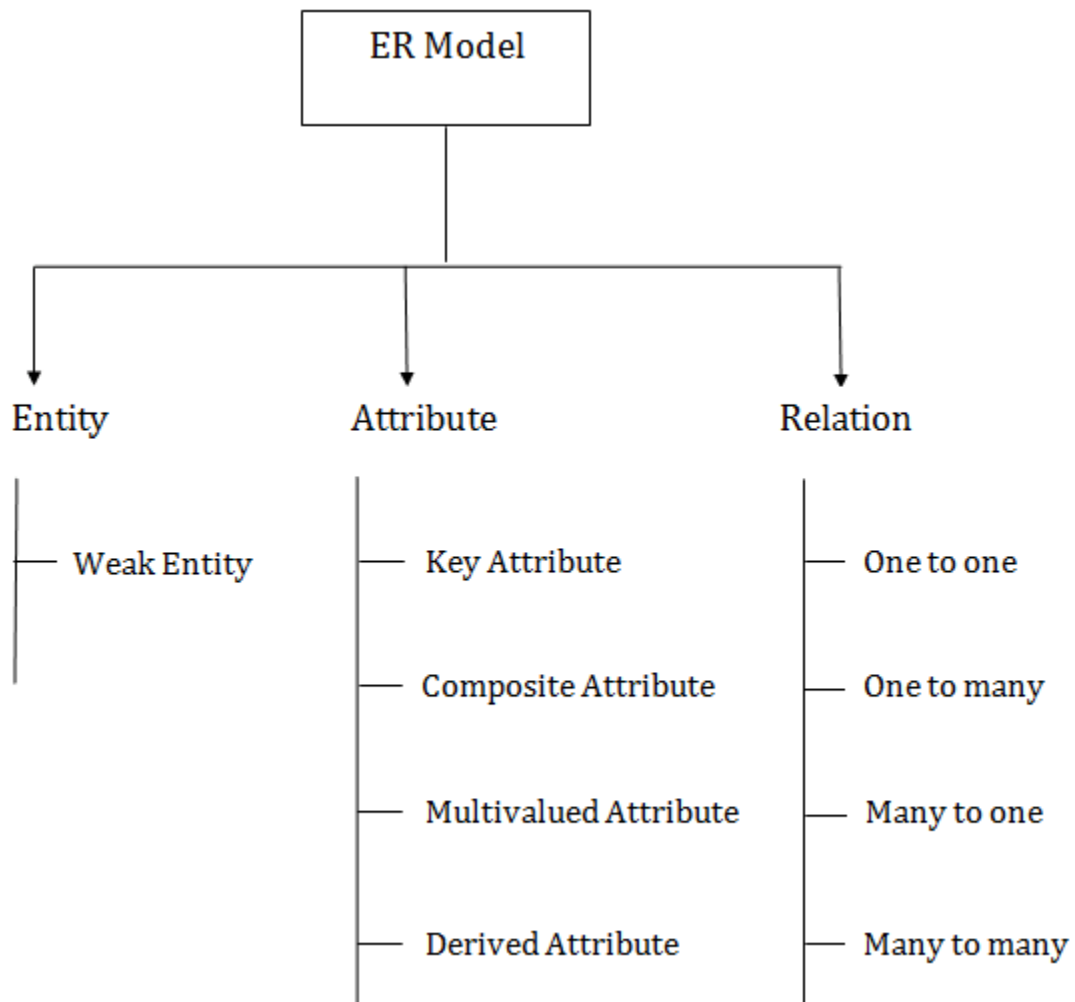 ER Model
Entity
Attribute
Relation
Weak Entity
Key Attribute
One to one
Composite Attribute
One to many
Multivalued Attribute
Many to one
Derived Attribute
Many to many